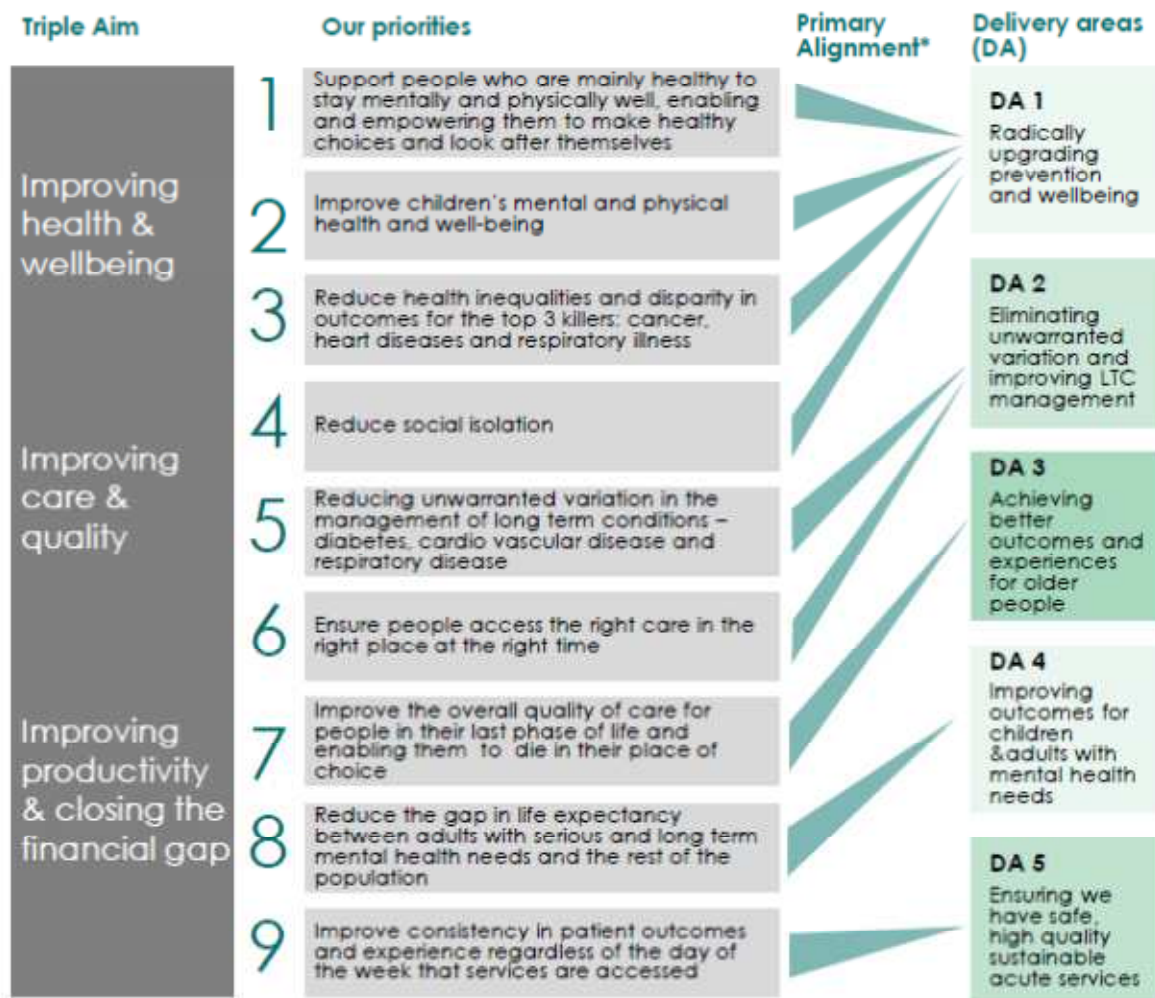 Triple Aim
Our priorities
Primary
Alignment*
Delivery areas
(DA)
Improving
health &
wellbeing
Improving
care &
quality
Improving
productivity
& closing the
financial gap
1
Support people who are mainly healthy to
stay mentally and physically well, enabling
and empowering them to make healthy
choices and look after themselves
2
Improve children's mental and physical
health and well-being
3
Reduce health inequalities and disparity in
outcomes for the top 3 killers: cancer,
heart diseases and respiratory illness
4
Reduce social isolation
5
Reducing unwarranted variation in the
management of long term conditions –
diabetes, cardio vascular disease and
respiratory disease
6
Ensure people access the right care in the
right place at the right time
7
Improve the overall quality of care for
people in their last phase of life and
enabling them to die in their place of
choice
8
Reduce the gap in life expectancy
between adults with serious and long term
mental health needs and the rest of the
population
9
Improve consistency in patient outcomes
and experience regardless of the day of
the week that services are accessed
DA 1
Radically
upgrading
prevention
and wellbeing
DA 2
Eliminating
unwarranted
variation and
improving LTC
management
DA 3
Achieving
better
outcomes and
experiences
for older
people
DA 4
Improving
outcomes for
children
&adults with
mental health
needs
DA 5
Ensuring we
have safe,
high quality
sustainable
acute services